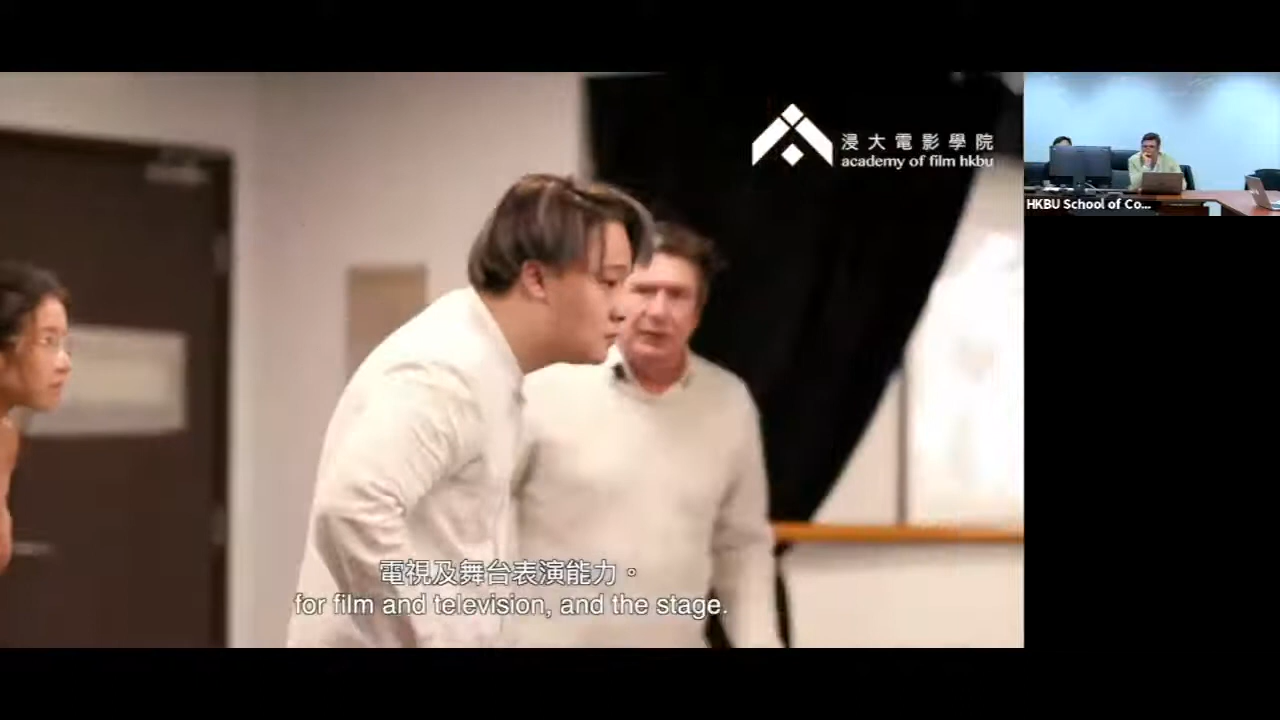 浸大電影學院
academy of film hkbu
HKBU School of Co...
電視及舞台表演能力。
for film and television, and the stage.